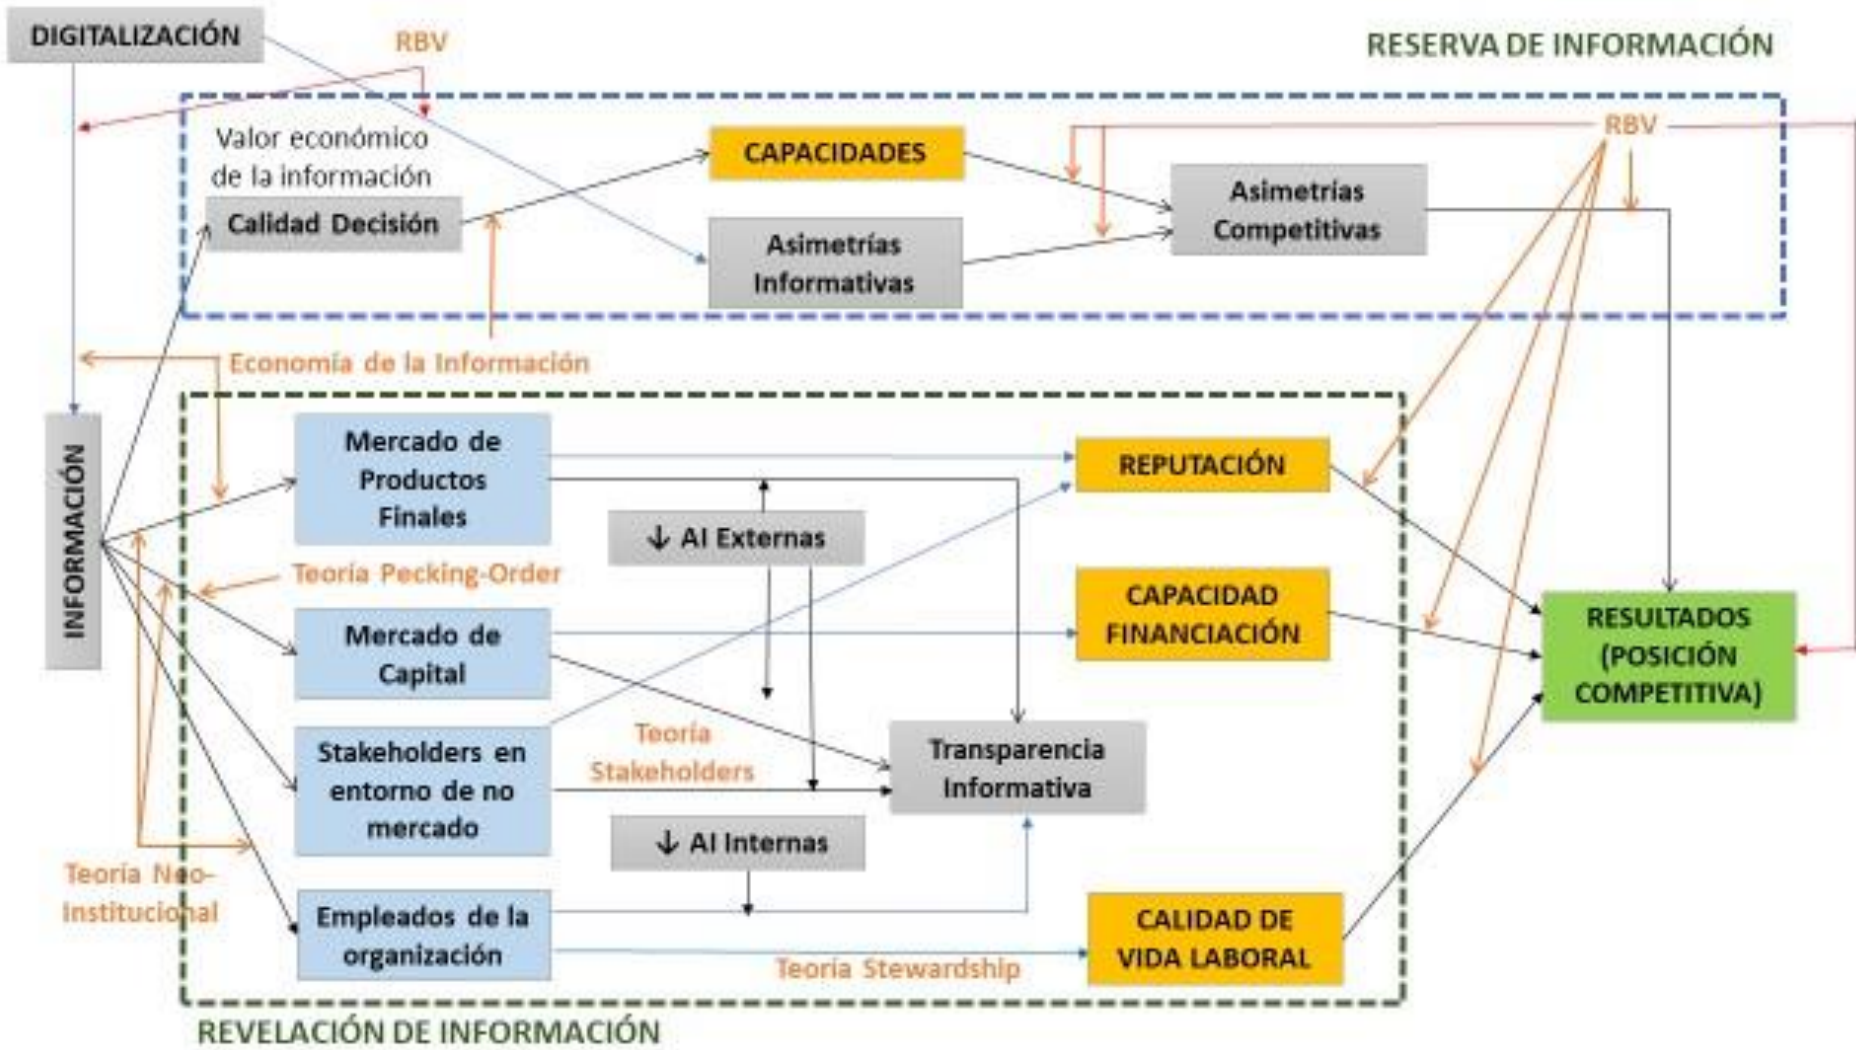 DIGITALIZACIÓN
RBV
RESERVA DE INFORMACIÓN
Valor económico
de la información
Calidad Decisión
CAPACIDADES
Asimetrías
Informativas
Asimetrías
Competitivas
RBV
Economía de la Información
INFORMACIÓN
Mercado de
Productos
Finales
↓ AI Externas
REPUTACIÓN
Teoría Pecking-Order
Mercado de
Capital
CAPACIDAD
FINANCIACIÓN
RESULTADOS
(POSICIÓN
COMPETITIVA)
Stakeholders en
entorno de no
mercado
Teoría
Stakeholders
Transparencia
Informativa
↓ AI Internas
Teoría Neo-
Institucional
Empleados de la
organización
Teoría Stewardship
CALIDAD DE
VIDA LABORAL
REVELACIÓN DE INFORMACIÓN